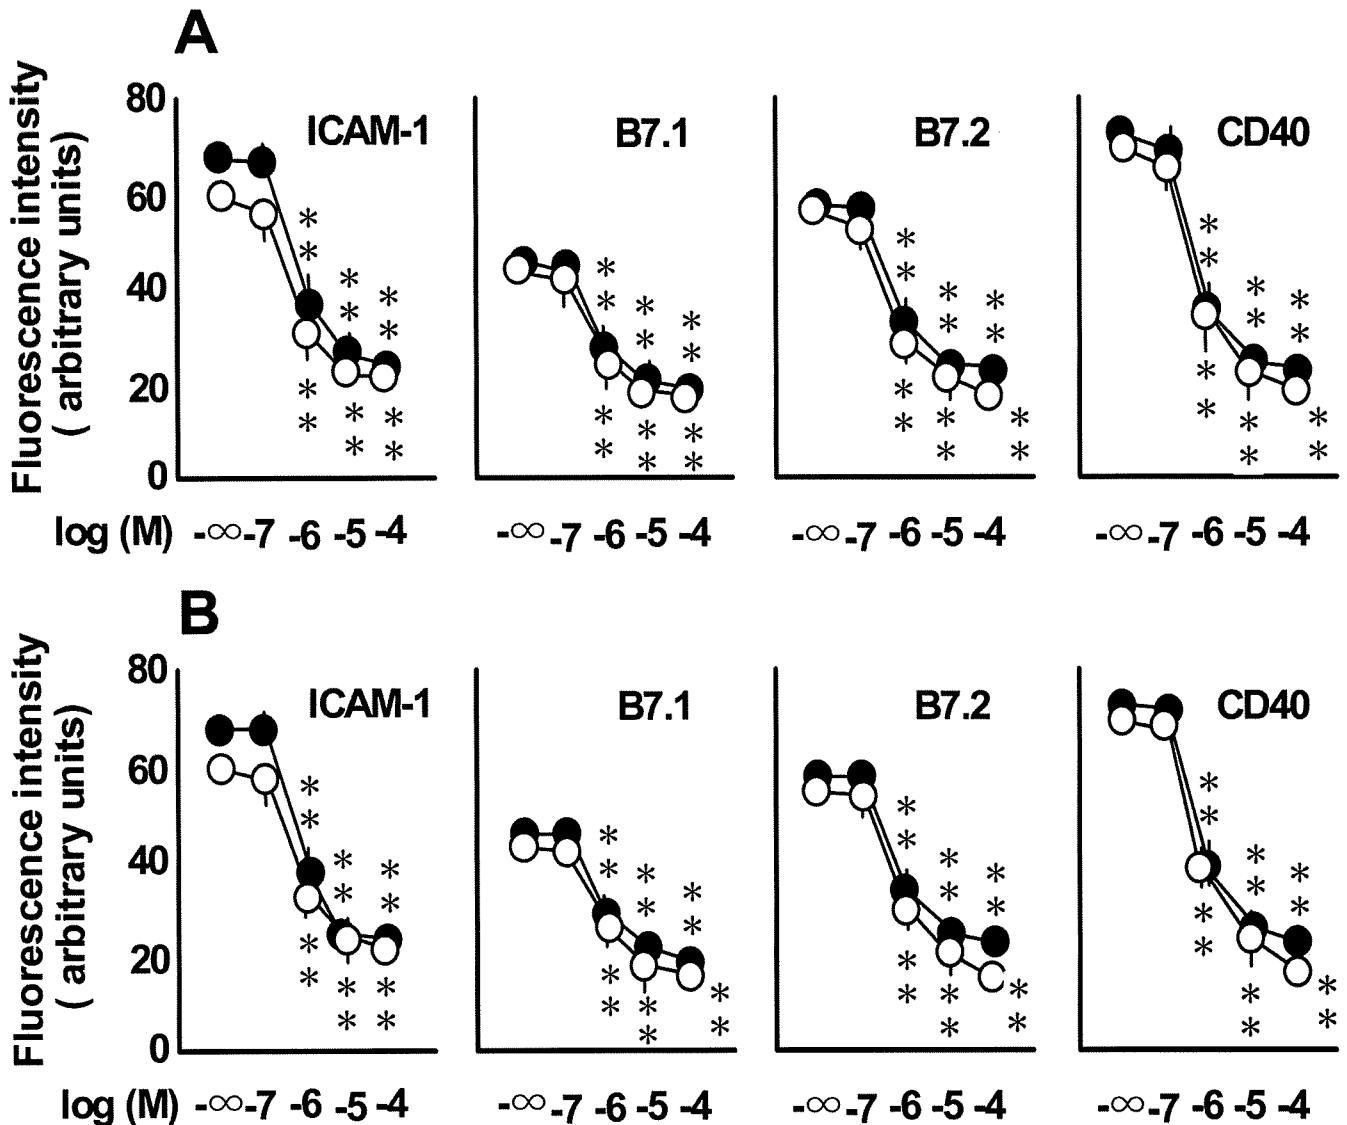 A
Fluorescence intensity
( arbitrary units)
80
60
40
20
0
ICAM-1
B7.1
B7.2
CD40
* * * * * *
* * * * * *
* * * * * *
* * * * * *
* * * * * *
* * * * * *
* * * * * *
* * * * * *
log (M) -∞ -7 -6 -5 -4
-∞ -7 -6 -5 -4
-∞ -7 -6 -5 -4
-∞ -7 -6 -5 -4
B
Fluorescence intensity
( arbitrary units)
80
60
40
20
0
ICAM-1
B7.1
B7.2
CD40
* * * * * *
* * * * * *
* * * * * *
* * * * * *
* * * * * *
* * * * * *
* * * * * *
* * * * * *
log (M) -∞ -7 -6 -5 -4
-∞ -7 -6 -5 -4
-∞ -7 -6 -5 -4
-∞ -7 -6 -5 -4